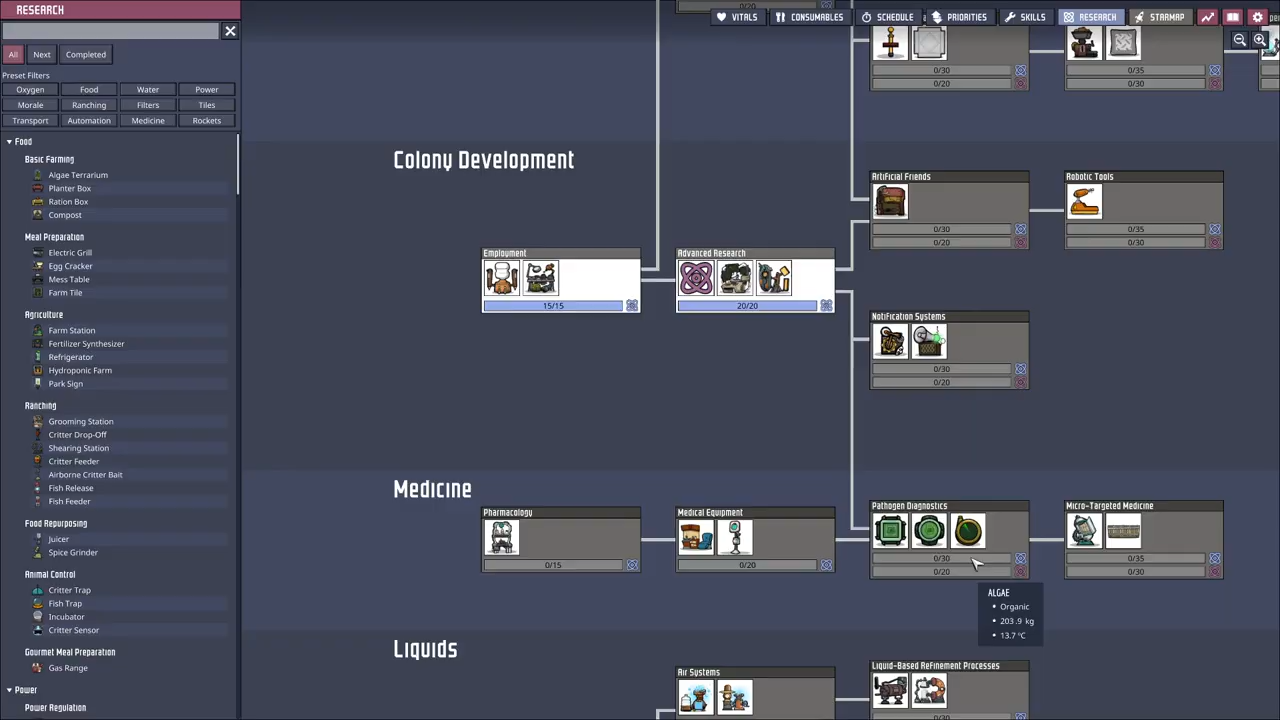 RESEARCH
VITALS
CONSUMABLES
SCHEDULE
PRIORITIES
SKILLS
RESEARCH
STARMAP
All
Next
Completed
Preset Filters
Oxygen
Food
Water
Power
Morale
Ranching
Filters
Tiles
Transport
Automation
Medicine
Rockets
Food
Basic Farming
Algae Terrarium
Planter Box
Ration Box
Compost
Meal Preparation
Electric Grill
Egg Cracker
Mess Table
Farm Tile
Agriculture
Farm Station
Fertilizer Synthesizer
Refrigerator
Hydroponic Farm
Park Sign
Ranching
Grooming Station
Critter Drop-Off
Shearing Station
Critter Feeder
Airborne Critter Bait
Fish Release
Fish Feeder
Food Repurposing
Juicer
Spice Grinder
Animal Control
Critter Trap
Fish Trap
Incubator
Critter Sensor
Gourmet Meal Preparation
Gas Range
Power
Power Regulation
0/20
0/30
0/20
0/35
0/30
Colony Development
Artificial Friends
0/30
0/20
Robotic Tools
0/35
0/30
Employment
15/15
Advanced Research
20/20
Notification Systems
0/30
0/20
Medicine
Pharmacology
0/15
Medical Equipment
0/20
Pathogen Diagnostics
0/30
0/20
Micro-Targeted Medicine
0/35
0/30
ALGAE
• Organic
• 203.9 kg
• 13.7 ºC
Liquids
Air Systems
Liquid-Based Refinement Processes
0/30